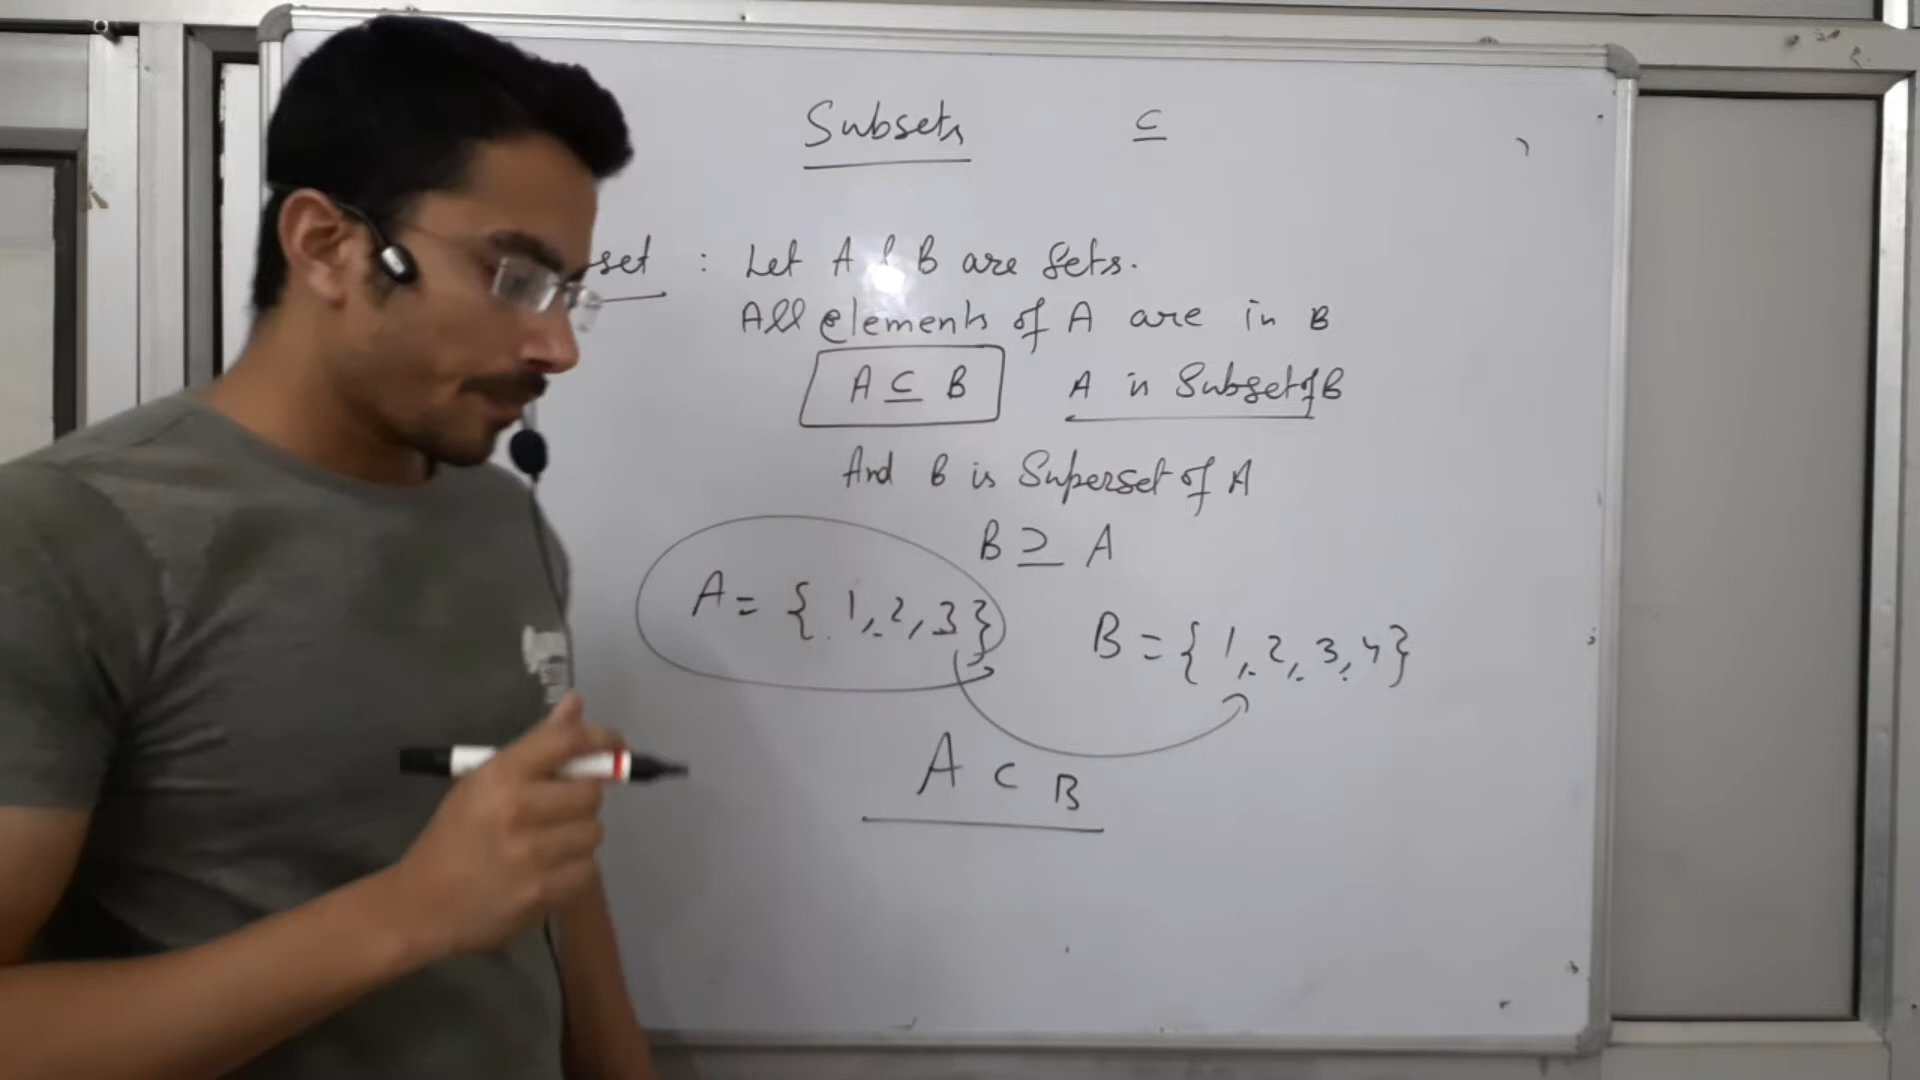 Subsets ⊆
set : Let A & B are Sets.
All elements of A are in B
A ⊆ B A is Subset of B
And B is Superset of A
B ⊇ A
A = { 1, 2, 3}
B = { 1, 2, 3, 4}
A ⊂ B